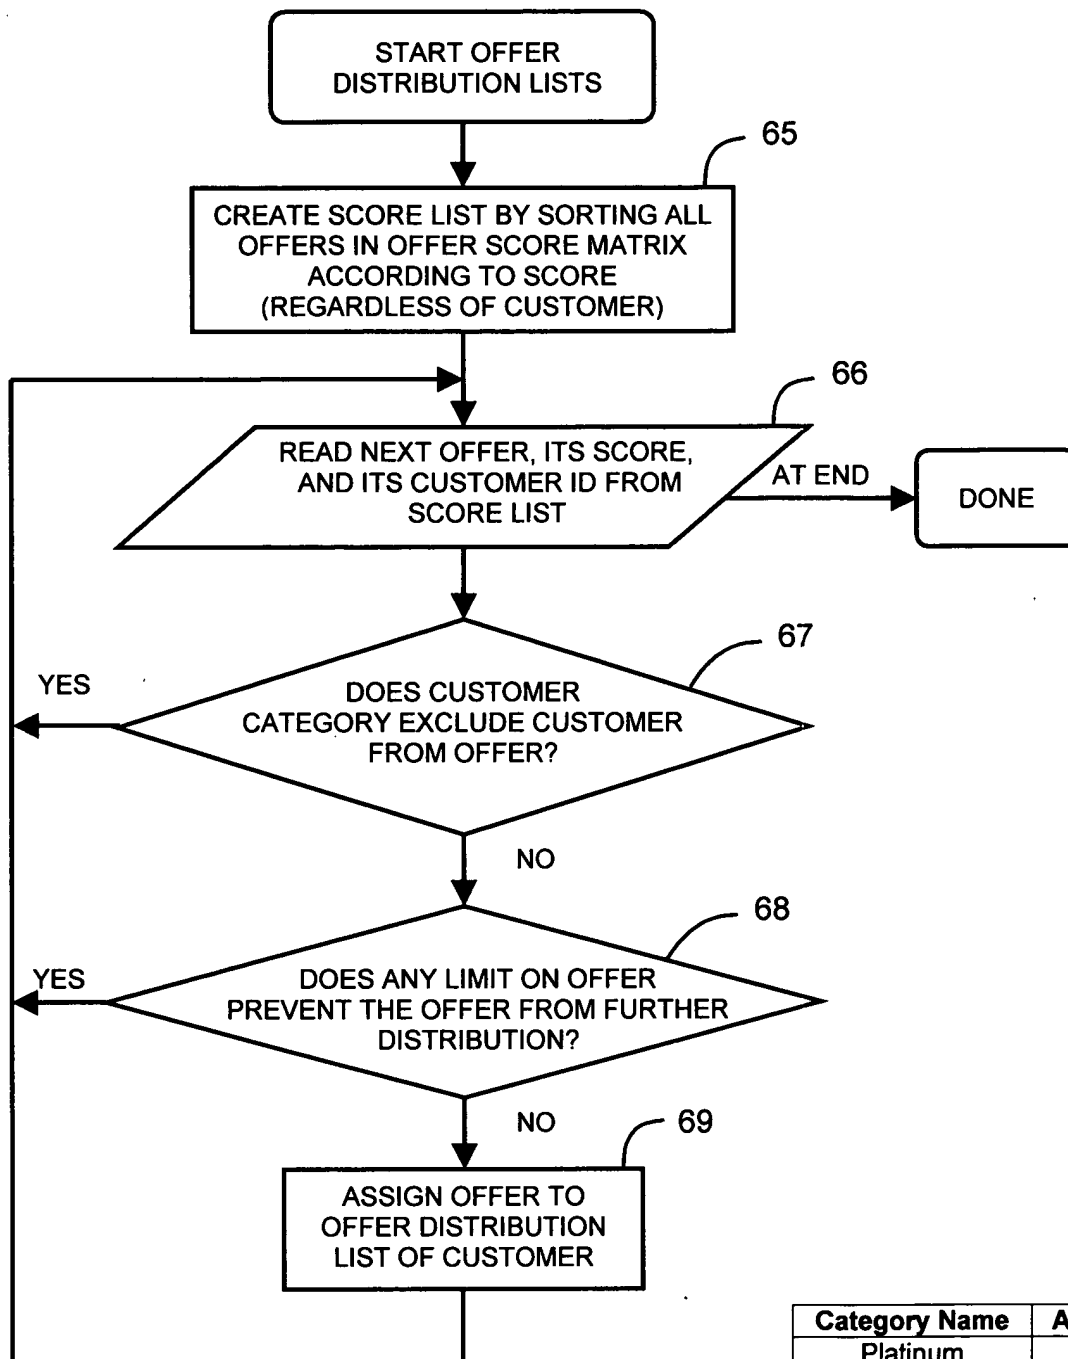 START OFFER
DISTRIBUTION LISTS
65
CREATE SCORE LIST BY SORTING ALL
OFFERS IN OFFER SCORE MATRIX
ACCORDING TO SCORE
(REGARDLESS OF CUSTOMER)
66
READ NEXT OFFER, ITS SCORE,
AND ITS CUSTOMER ID FROM
SCORE LIST
AT END
DONE
67
YES
DOES CUSTOMER
CATEGORY EXCLUDE CUSTOMER
FROM OFFER?
NO
68
YES
DOES ANY LIMIT ON OFFER
PREVENT THE OFFER FROM FURTHER
DISTRIBUTION?
NO
69
ASSIGN OFFER TO
OFFER DISTRIBUTION
LIST OF CUSTOMER
Category Name
Platinum